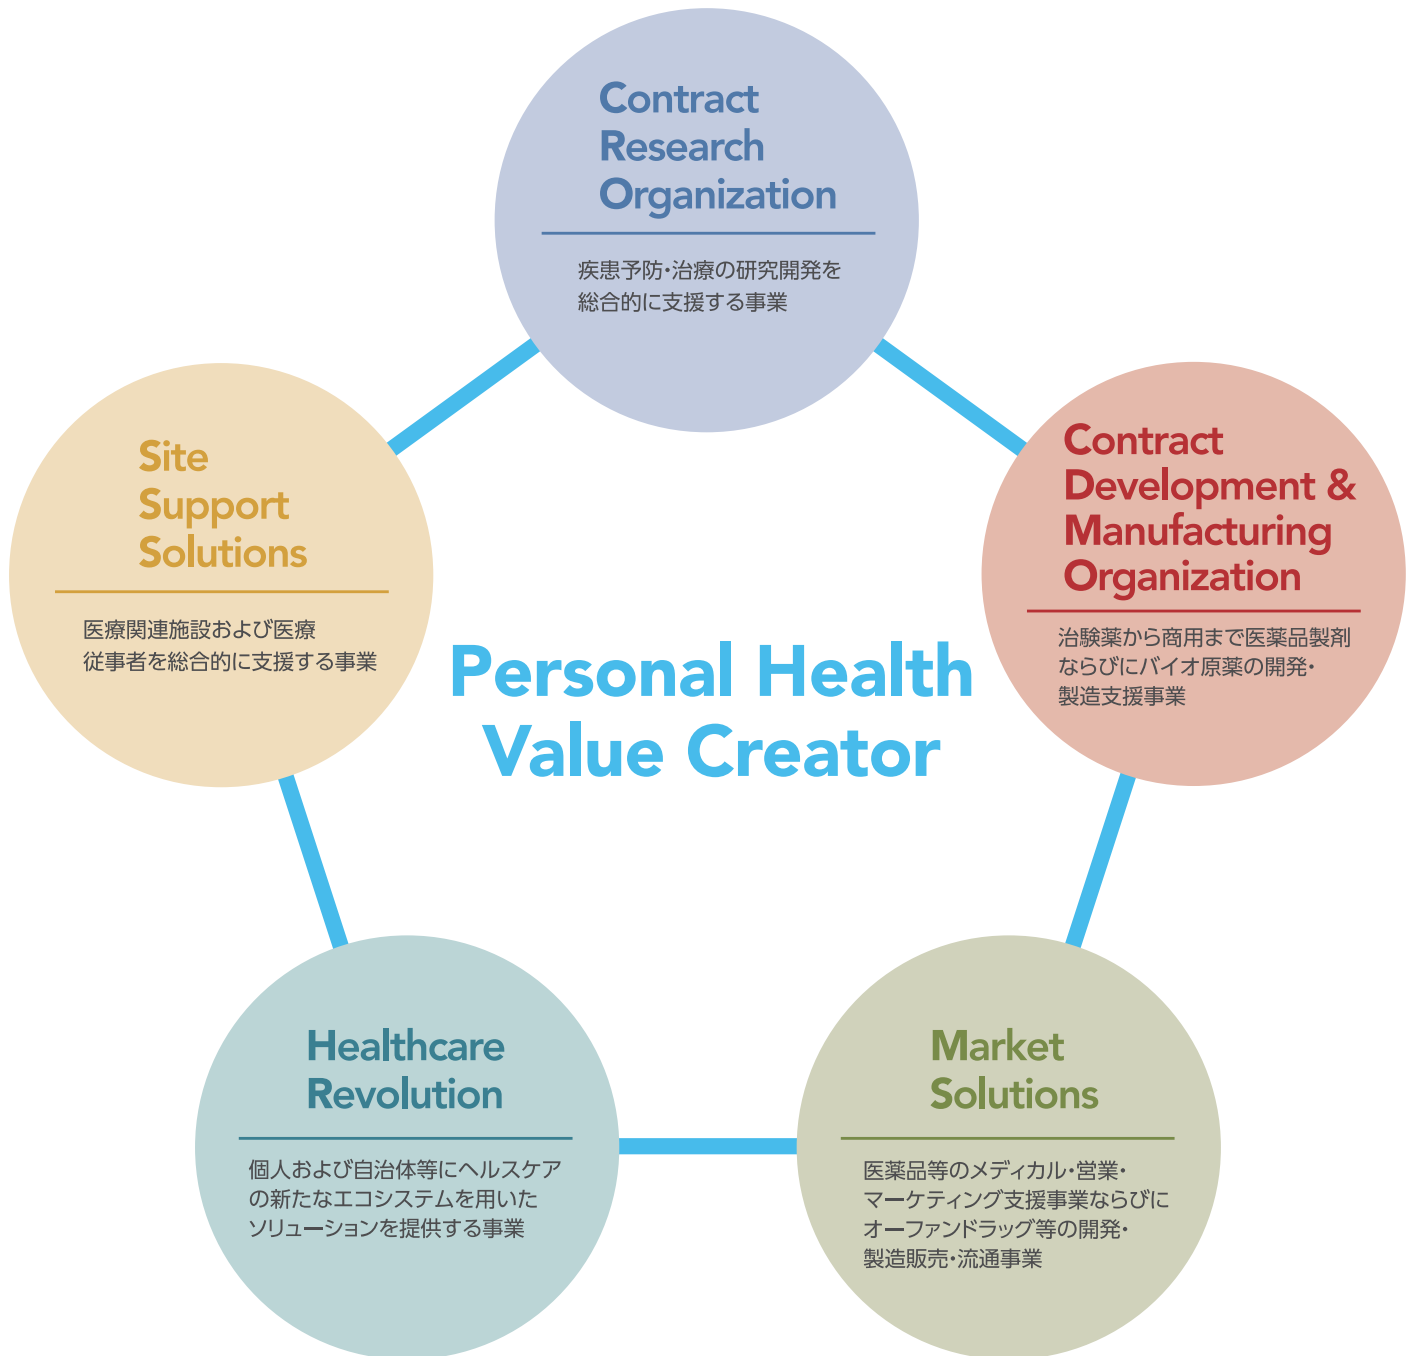 Contract
Research
Organization
疾患予防・治療の研究開発を
総合的に支援する事業
Site
Support
Solutions
医療関連施設および医療
従事者を総合的に支援する事業
Contract
Development &
Manufacturing
Organization
治験薬から商用まで医薬品製剤
ならびにバイオ原薬の開発・
製造支援事業
Personal Health
Value Creator
Healthcare
Revolution
個人および自治体等にヘルスケア
の新たなエコシステムを用いた
ソリューションを提供する事業
Market
Solutions
医薬品等のメディカル・営業・
マーケティング支援事業ならびに
オーファンドラッグ等の開発・
製造販売・流通事業